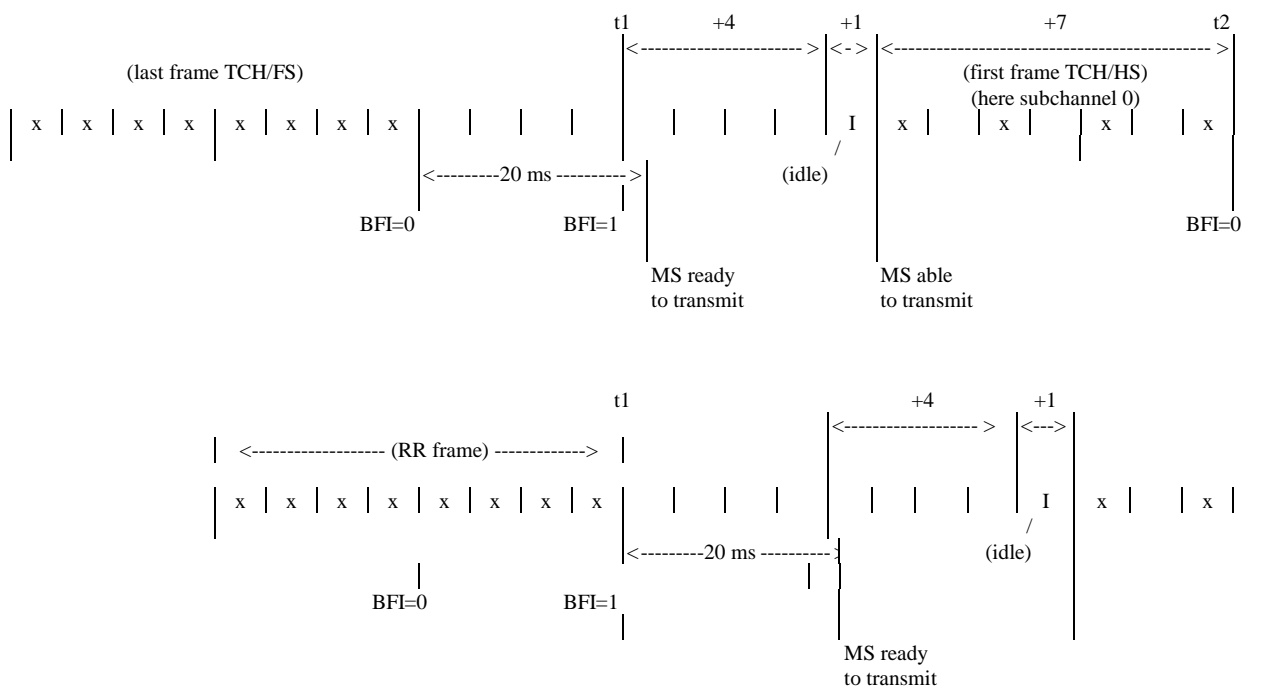 t1 +4 +1 +7 t2
< ----------------------- > < - > < ---------------------------------------- >
(last frame TCH/FS) (first frame TCH/HS)
(here subchannel 0)
x x x x x x x x I x x x x
/
< ---------20 ms ----------- > (idle)
BFI=0 BFI=1 BFI=0
MS ready MS able
to transmit to transmit
t1 +4 +1
< ------------------- > < ---- >
< ------------------- (RR frame) ------------- >
x x x x x x x x I x x
/
< ---------20 ms ----------- (idle)
BFI=0 BFI=1
MS ready
to transmit